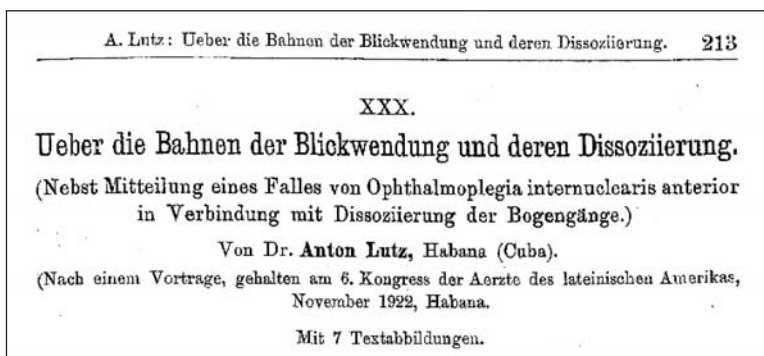 A. Lutz: Ueber die Bahnen der Blickwendung und deren Dissoziierung. 213
XXX.
Ueber die Bahnen der Blickwendung und deren Dissoziierung.
(Nebst Mitteilung eines Falles von Ophthalmoplegia internuclearis anterior
in Verbindung mit Dissoziierung der Bogengänge.)
Von Dr. Anton Lutz, Habana (Cuba).
(Nach einem Vortrage, gehalten am 6. Kongress der Aerzte des lateinischen Amerikas,
November 1922, Habana.
Mit 7 Textabbildungen.